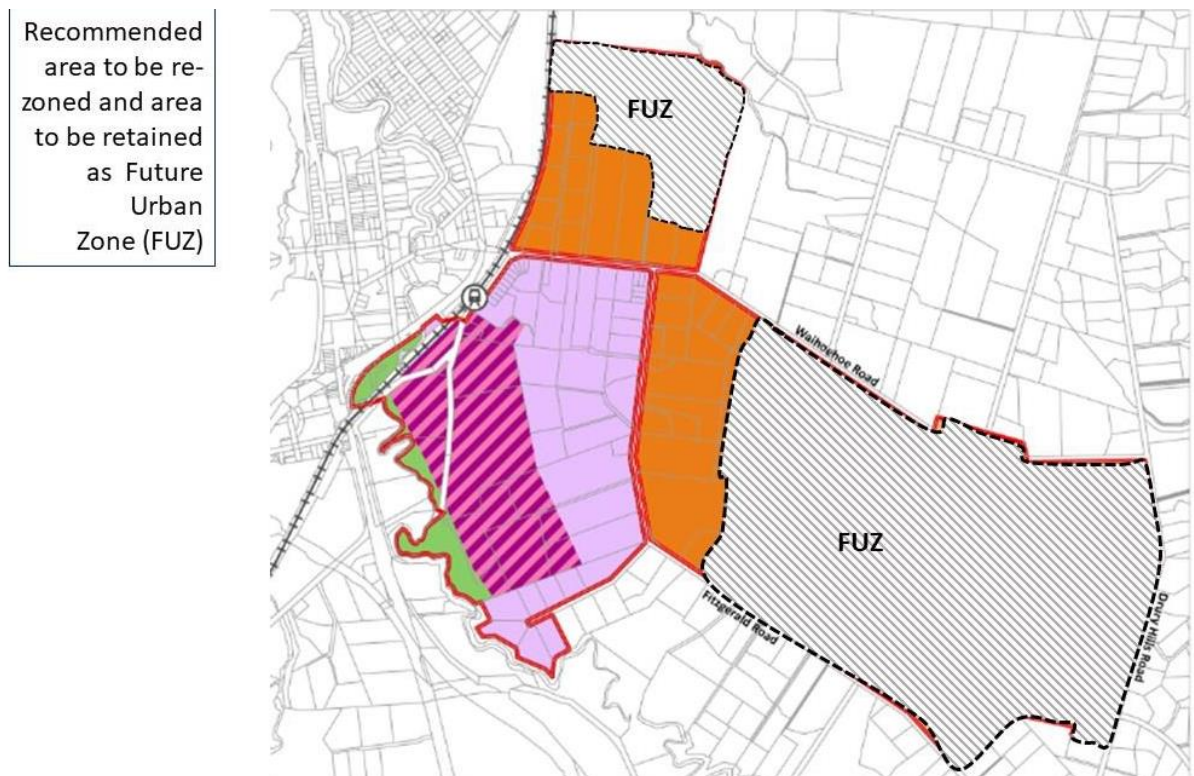 Recommended
area to be re-
zoned and area
to be retained
as Future
Urban
Zone (FUZ)
FUZ
Waihoehoe Road
FUZ
Fitzgerald Road
Drury Hills Road